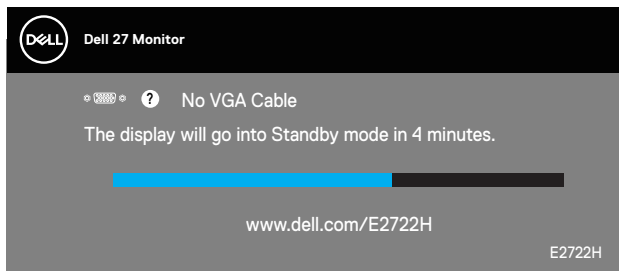 DELL
Dell 27 Monitor
? No VGA Cable
The display will go into Standby mode in 4 minutes.
www.dell.com/E2722H
E2722H